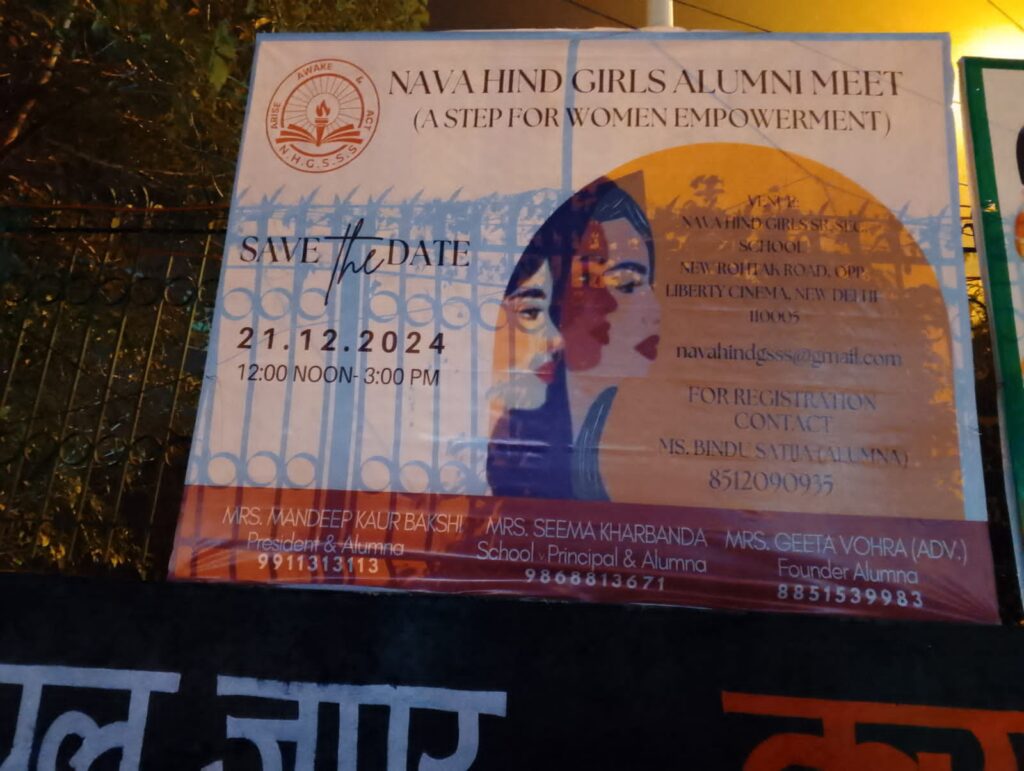 ARISE AWAKE & ACT
N.H.G.S.S.S
NAVA HIND GIRLS ALUMNI MEET
(A STEP FOR WOMEN EMPOWERMENT)
SAVE the DATE
21.12.2024
12:00 NOON- 3:00 PM
VENUE:
NAVA HIND GIRLS SR. SEC.
SCHOOL
NEW ROHTAK ROAD, OPP.
LIBERTY CINEMA, NEW DELHI
110005
navahindgsss@gmail.com
FOR REGISTRATION
CONTACT
MS. BINDU SATIJA (ALUMNA)
8512090935
MRS. MANDEEP KAUR BAKSHI
President & Alumna
9911313113
MRS. SEEMA KHARBANDA
School Principal & Alumna
9868813671
MRS. GEETA VOHRA (ADV.)
Founder Alumna
8851539983